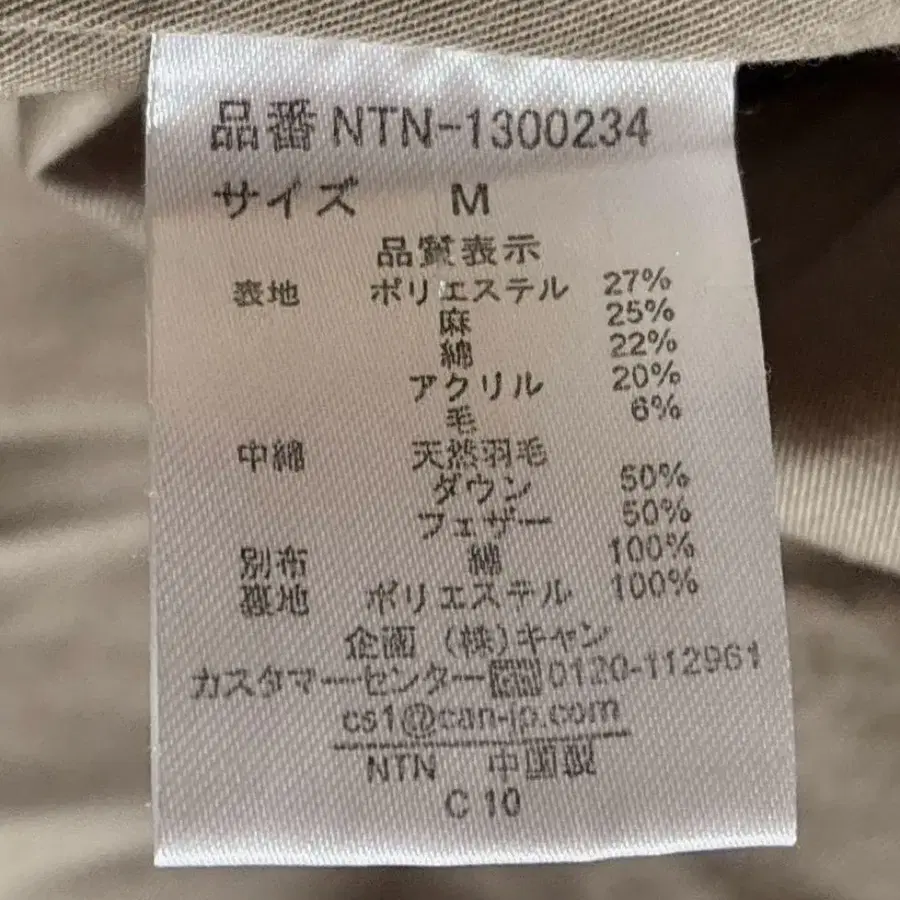 品番 NTN-1300234
サイズ M
品質表示
表地 ポリエステル 27%
麻 25%
綿 22%
アクリル 20%
毛 6%
中綿 天然羽毛
ダウン 50%
フェザー 50%
別布 綿 100%
裏地 ポリエステル 100%
企画 (株)キャン
カスタマーセンター 0120-112961
cs1@can-jp.com
NTN 中国製
C 10